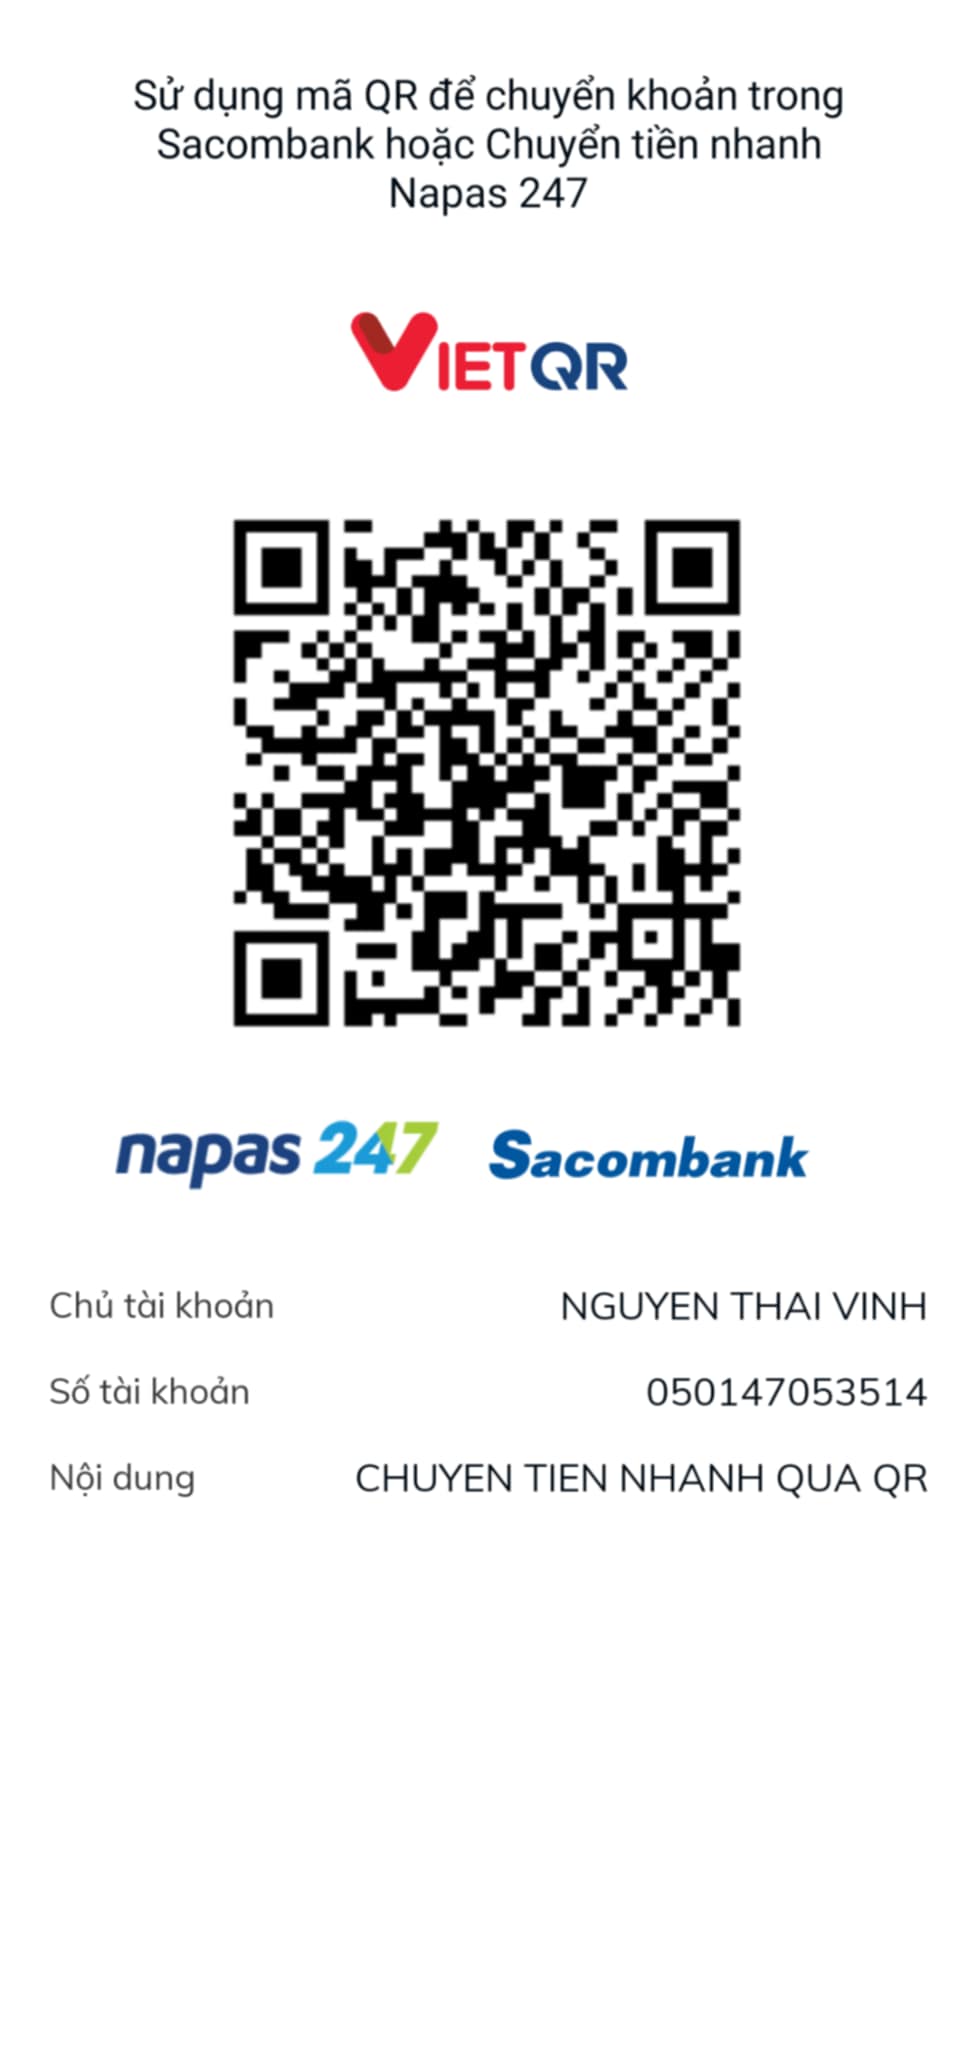 Sử dụng mã QR để chuyển khoản trong
Sacombank hoặc Chuyển tiền nhanh
Napas 247
VIETQR
napas 247 Sacombank
Chủ tài khoản NGUYEN THAI VINH
Số tài khoản 050147053514
Nội dung CHUYEN TIEN NHANH QUA QR